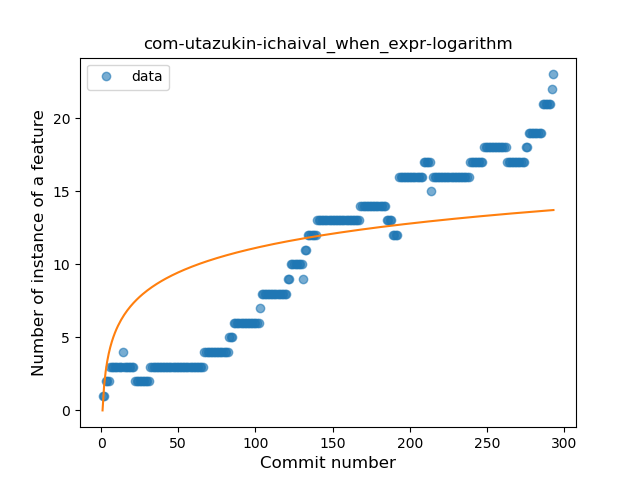 com-utazukin-ichaival_when_expr-logarithm
data
Number of instance of a feature
20
15
10
5
0
0 50 100 150 200 250 300
Commit number